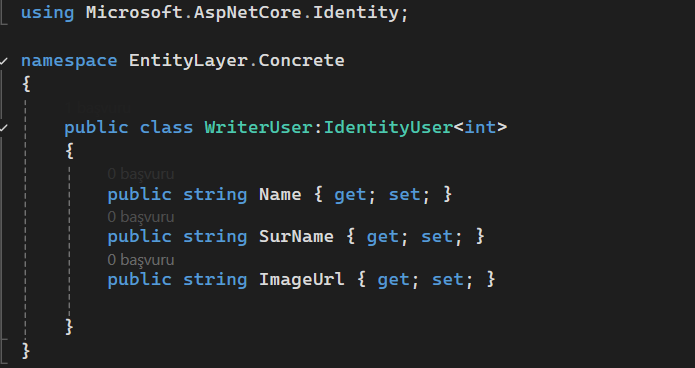 using Microsoft.AspNetCore.Identity;
namespace EntityLayer.Concrete
{
public class WriterUser:IdentityUser<int>
{
0 başvuru
public string Name { get; set; }
0 başvuru
public string SurName { get; set; }
0 başvuru
public string ImageUrl { get; set; }
}
}